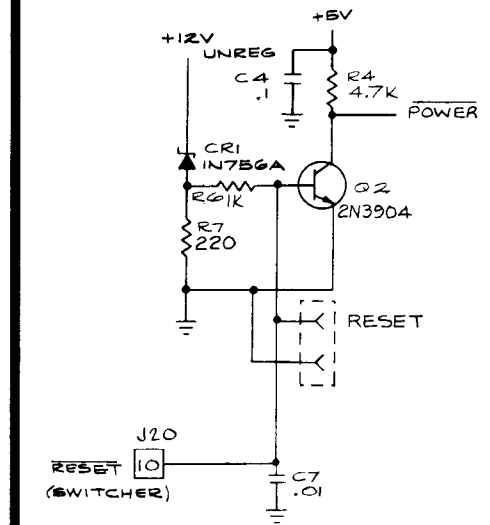 +5V
+12V
UNREG
C4
.1
R4
4.7K
POWER
CR1
1N756A
R6 1K
Q2
2N3904
R7
220
RESET
J20
RESET 10
(SWITCHER)
C7
.01